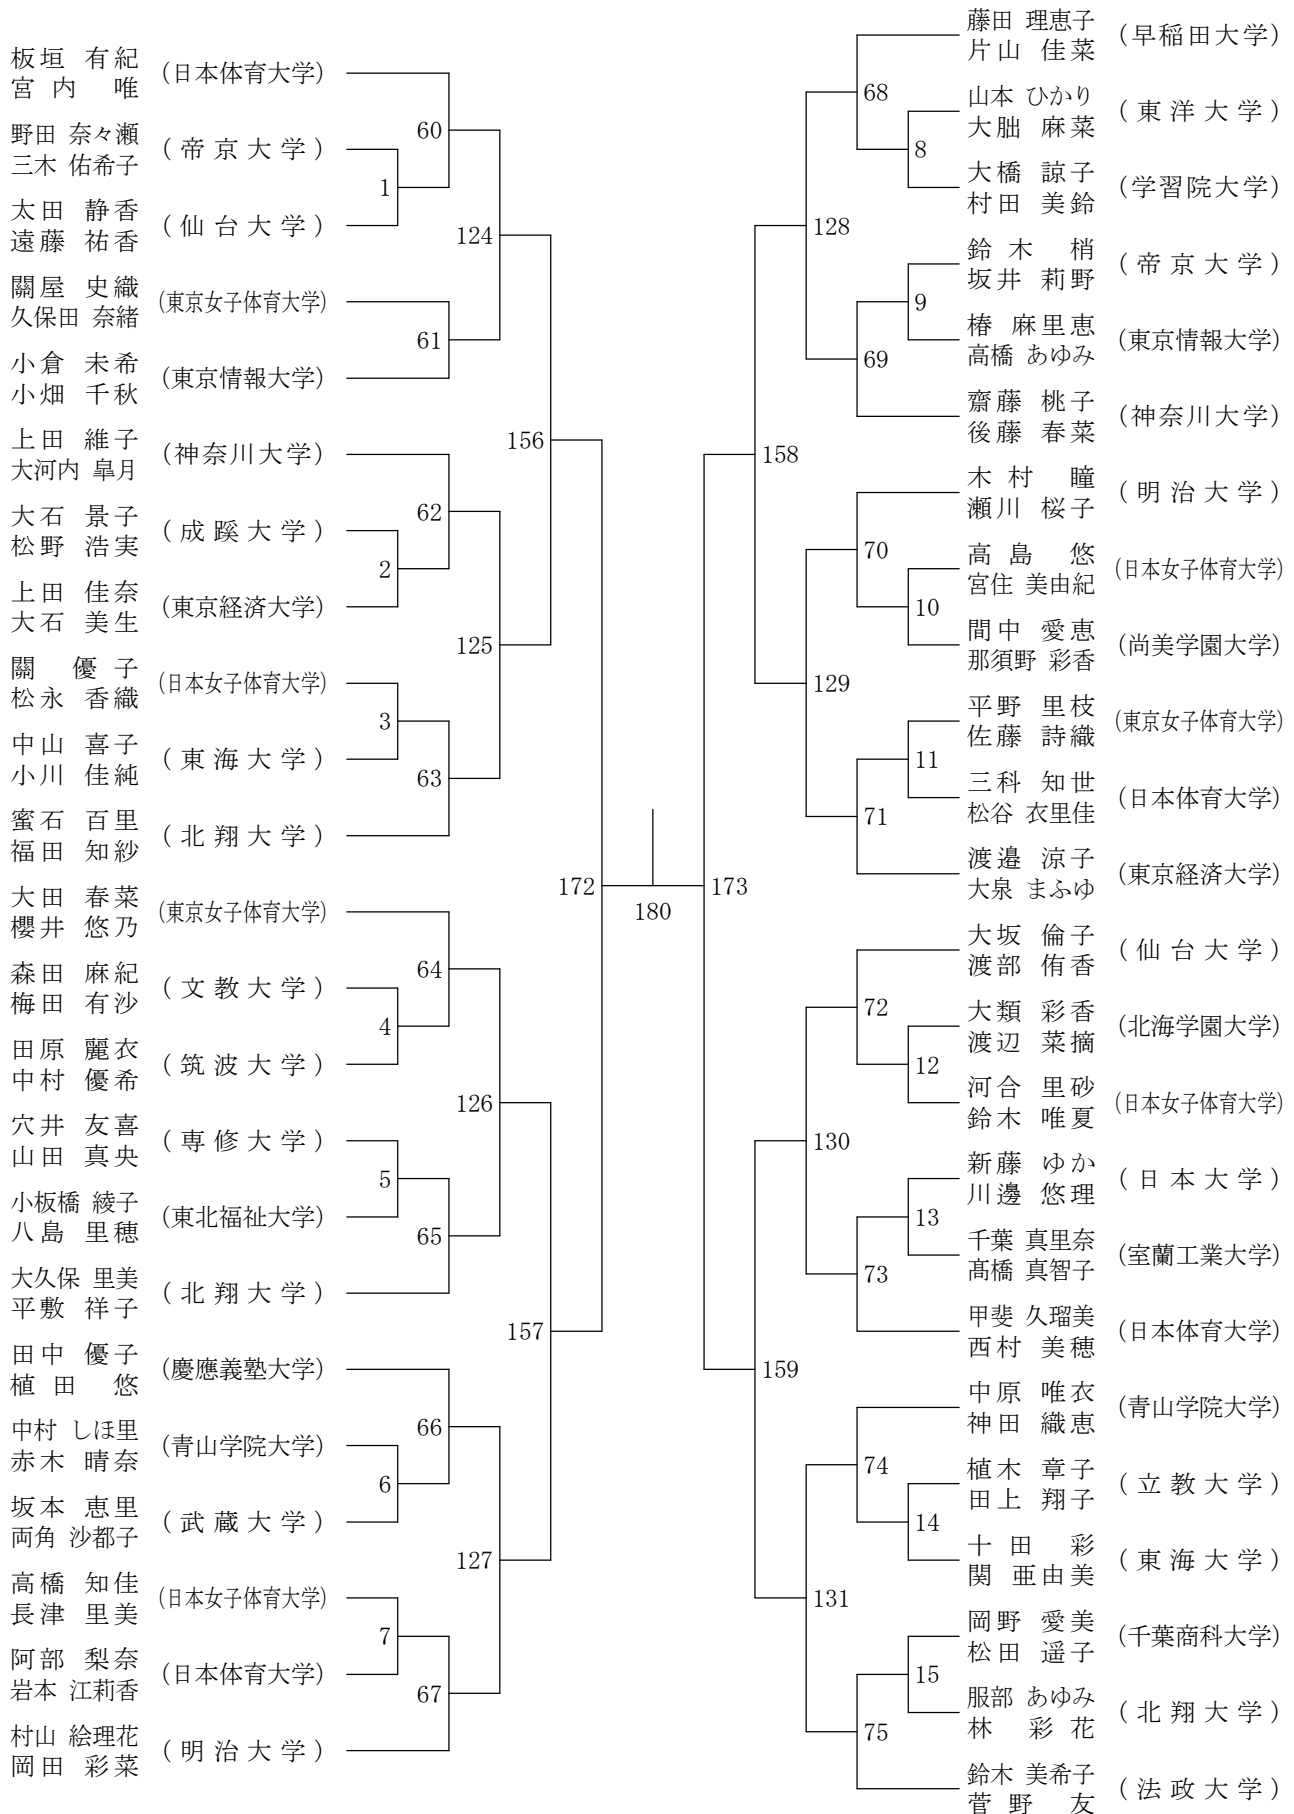 板垣 有紀
宮内 唯
(日本体育大学)
野田 奈々瀬
三木 佑希子
(帝京大学)
太田 静香
遠藤 祐香
(仙台大学)
關屋 史織
久保田 奈緒
(東京女子体育大学)
小倉 未希
小畑 千秋
(東京情報大学)
上田 維子
大河内 皐月
(神奈川大学)
大石 景子
松野 浩実
(成蹊大学)
上田 佳奈
大石 美生
(東京経済大学)
關 優子
松永 香織
(日本女子体育大学)
中山 喜子
小川 佳純
(東海大学)
蜜石 百里
福田 知紗
(北翔大学)
大田 春菜
櫻井 悠乃
(東京女子体育大学)
森田 麻紀
梅田 有沙
(文教大学)
田原 麗衣
中村 優希
(筑波大学)
穴井 友喜
山田 真央
(専修大学)
小板橋 綾子
八島 里穂
(東北福祉大学)
大久保 里美
平敷 祥子
(北翔大学)
田中 優子
植田 悠
(慶應義塾大学)
中村 しほ里
赤木 晴奈
(青山学院大学)
坂本 恵里
両角 沙都子
(武蔵大学)
高橋 知佳
長津 里美
(日本女子体育大学)
阿部 梨奈
岩本 江莉香
(日本体育大学)
村山 絵理花
岡田 彩菜
(明治大学)
1
2
3
4
5
6
7
60
61
62
63
64
65
66
67
124
125
126
127
156
157
172
180
173
158
159
128
129
130
131
68
69
70
71
72
73
74
75
8
9
10
11
12
13
14
15
藤田 理恵子
片山 佳菜
(早稲田大学)
山本 ひかり
大朏 麻菜
(東洋大学)
大橋 諒子
村田 美鈴
(学習院大学)
鈴木 梢
坂井 莉野
(帝京大学)
椿 麻里恵
高橋 あゆみ
(東京情報大学)
齋藤 桃子
後藤 春菜
(神奈川大学)
木村 瞳
瀬川 桜子
(明治大学)
高島 悠
宮住 美由紀
(日本女子体育大学)
間中 愛恵
那須野 彩香
(尚美学園大学)
平野 里枝
佐藤 詩織
(東京女子体育大学)
三科 知世
松谷 衣里佳
(日本体育大学)
渡邉 涼子
大泉 まふゆ
(東京経済大学)
大坂 倫子
渡部 侑香
(仙台大学)
大類 彩香
渡辺 菜摘
(北海学園大学)
河合 里砂
鈴木 唯夏
(日本女子体育大学)
新藤 ゆか
川邊 悠理
(日本大学)
千葉 真里奈
髙橋 真智子
(室蘭工業大学)
甲斐 久瑠美
西村 美穂
(日本体育大学)
中原 唯衣
神田 織恵
(青山学院大学)
植木 章子
田上 翔子
(立教大学)
十田 彩
関 亜由美
(東海大学)
岡野 愛美
松田 遥子
(千葉商科大学)
服部 あゆみ
林 彩花
(北翔大学)
鈴木 美希子
菅野 友
(法政大学)